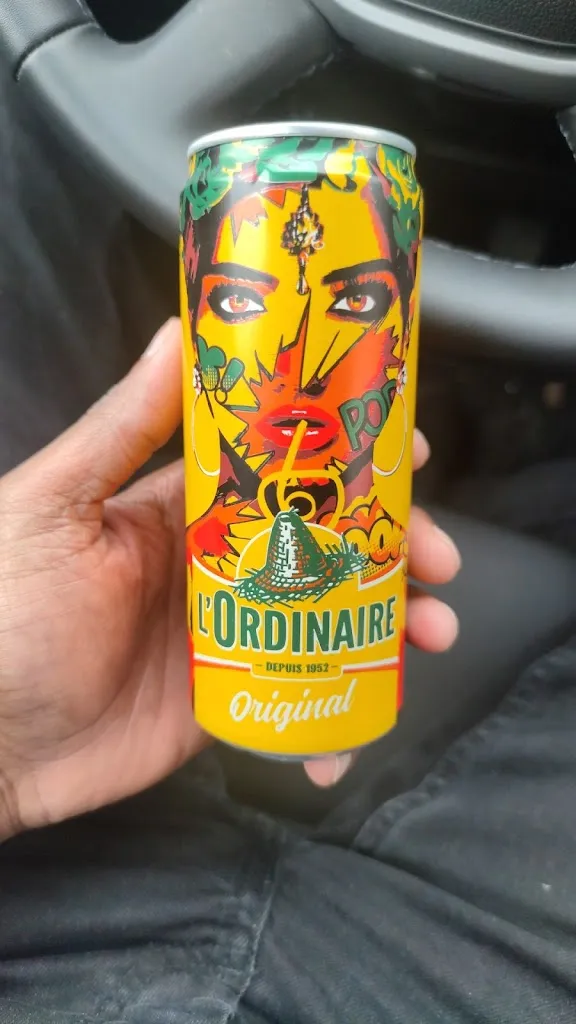 POP
L'ORDINAIRE
- DEPUIS 1952 -
Original